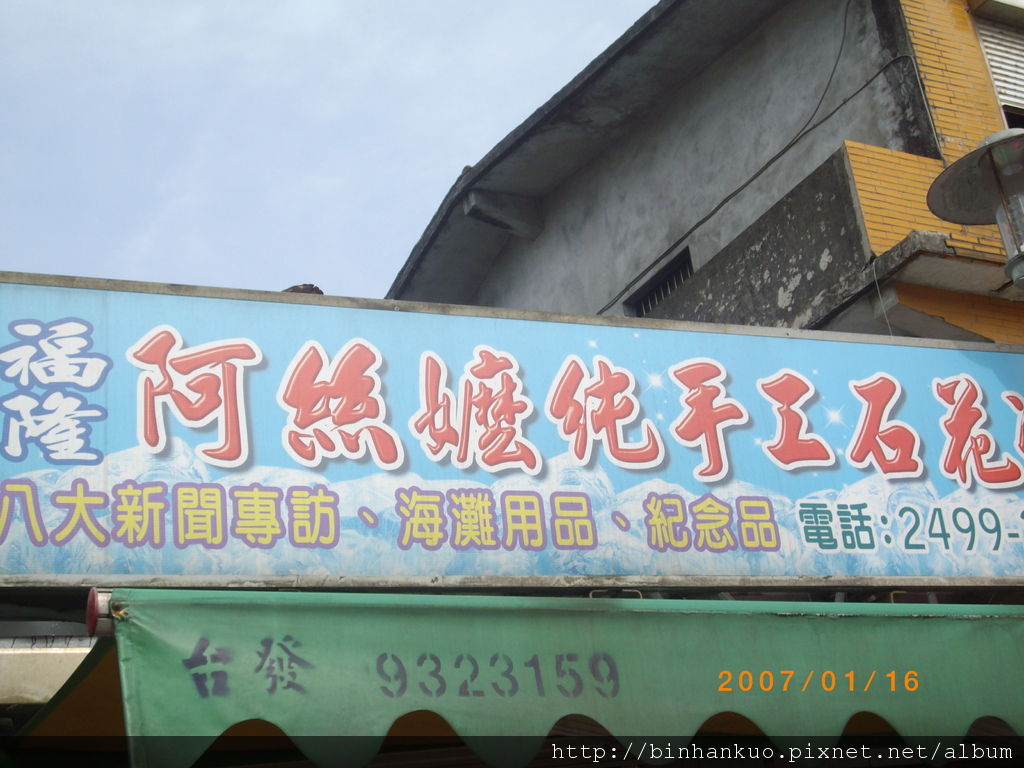 福隆
阿絲嬤純手工石花
八大新聞專訪、海灘用品、紀念品
電話:2499-
台發 9323159
2007/01/16
http://binhankuo.pixnet.net/album